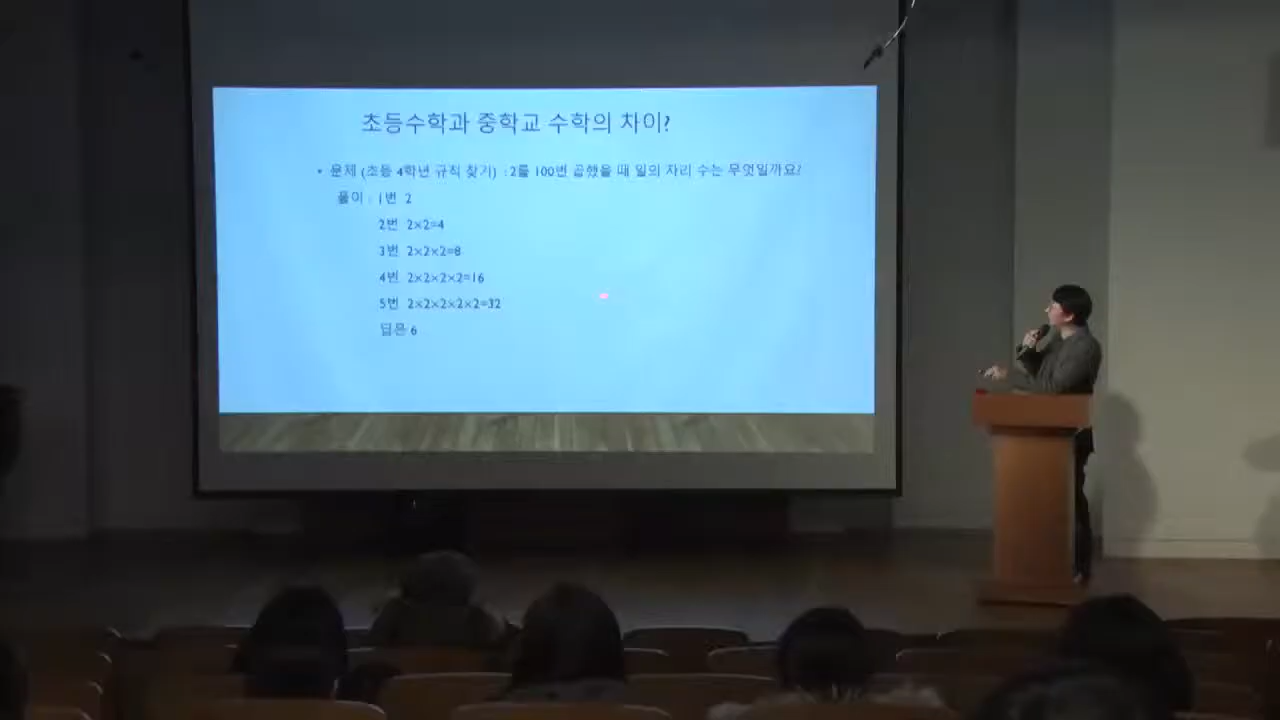 초등수학과 중학교 수학의 차이?
• 문제 (초등 4학년 규칙 찾기) : 2를 100번 곱했을 때 일의 자리 수는 무엇일까요?
풀이 : 1번 2
2번 2×2=4
3번 2×2×2=8
4번 2×2×2×2=16
5번 2×2×2×2×2=32
답은 6